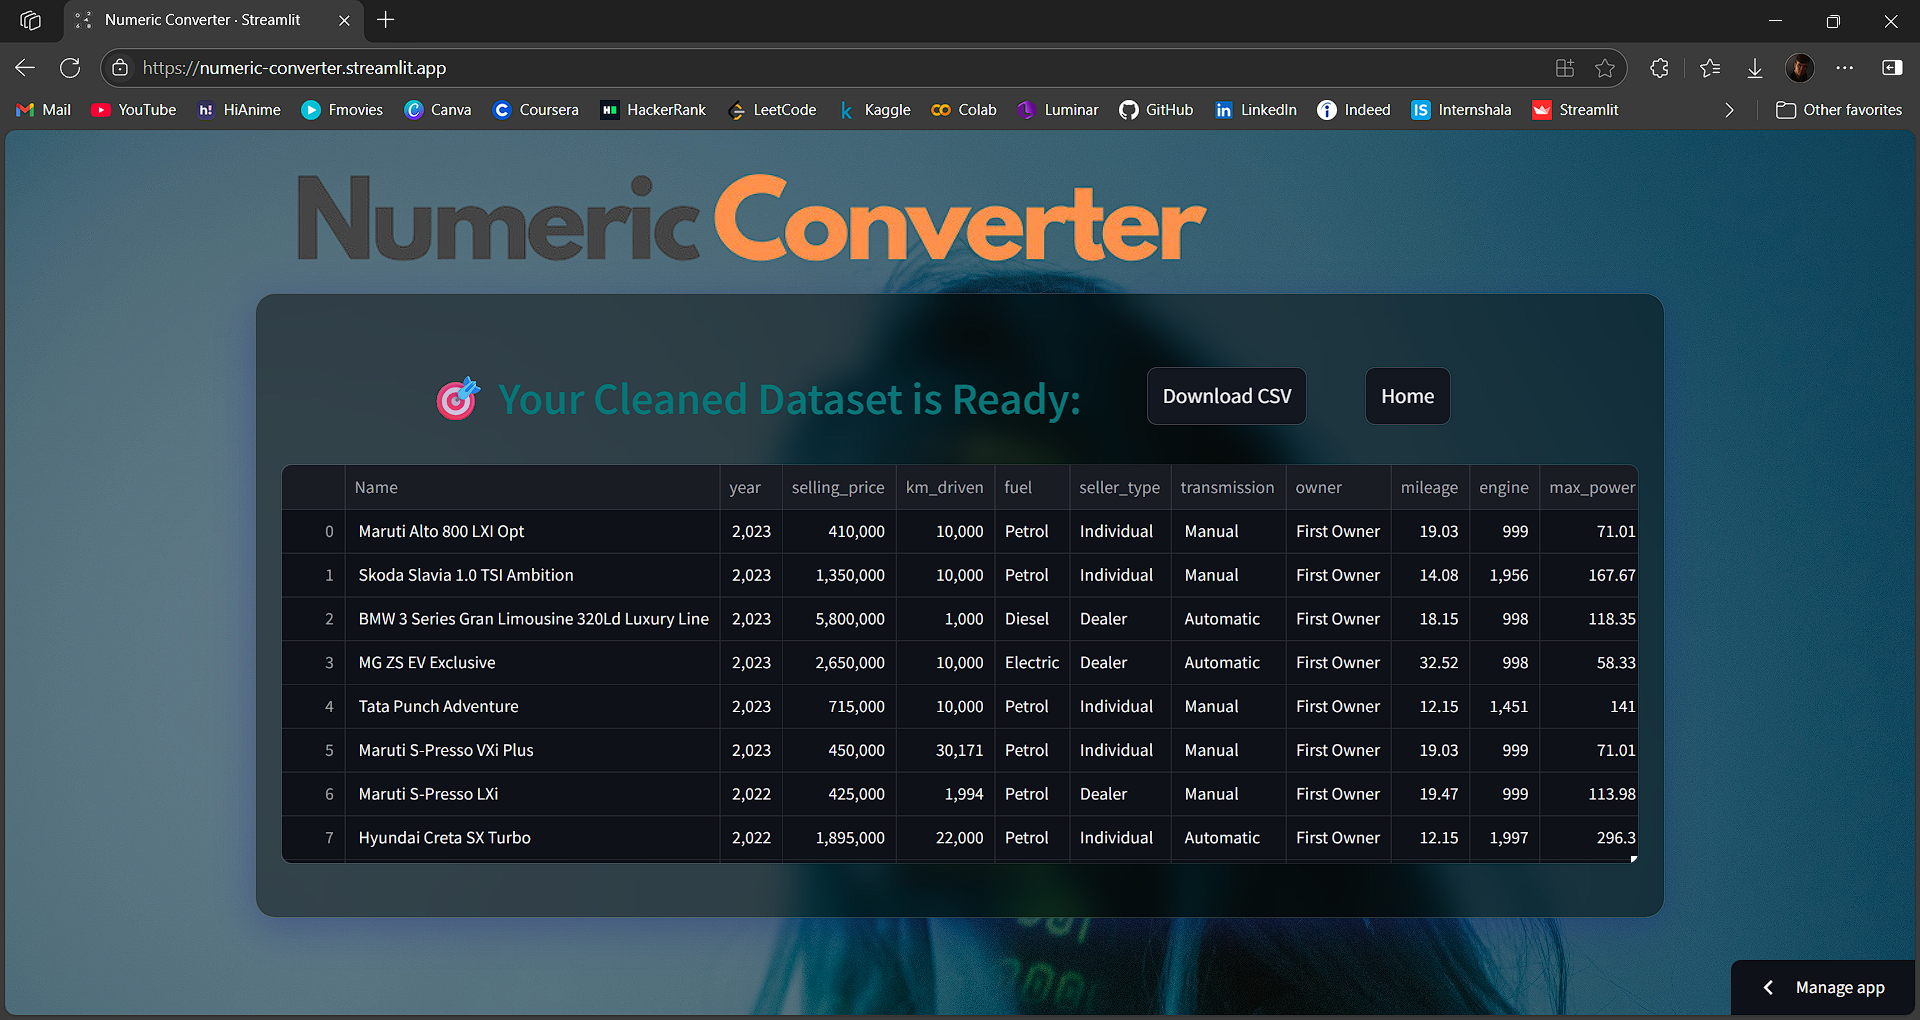 Numeric Converter · Streamlit
https://numeric-converter.streamlit.app
Mail YouTube HiAnime Fmovies Canva Coursera HackerRank LeetCode Kaggle Colab Luminar GitHub LinkedIn Indeed Internshala Streamlit Other favorites
Numeric Converter
Your Cleaned Dataset is Ready: Download CSV Home
Name year selling_price km_driven fuel seller_type transmission owner mileage engine max_power
0 Maruti Alto 800 LXI Opt 2,023 410,000 10,000 Petrol Individual Manual First Owner 19.03 999 71.01
1 Skoda Slavia 1.0 TSI Ambition 2,023 1,350,000 10,000 Petrol Individual Manual First Owner 14.08 1,956 167.67
2 BMW 3 Series Gran Limousine 320Ld Luxury Line 2,023 5,800,000 1,000 Diesel Dealer Automatic First Owner 18.15 998 118.35
3 MG ZS EV Exclusive 2,023 2,650,000 10,000 Electric Dealer Automatic First Owner 32.52 998 58.33
4 Tata Punch Adventure 2,023 715,000 10,000 Petrol Individual Manual First Owner 12.15 1,451 141
5 Maruti S-Presso VXi Plus 2,023 450,000 30,171 Petrol Individual Manual First Owner 19.03 999 71.01
6 Maruti S-Presso LXi 2,022 425,000 1,994 Petrol Dealer Manual First Owner 19.47 999 113.98
7 Hyundai Creta SX Turbo 2,022 1,895,000 22,000 Petrol Individual Automatic First Owner 12.15 1,997 296.3
Manage app